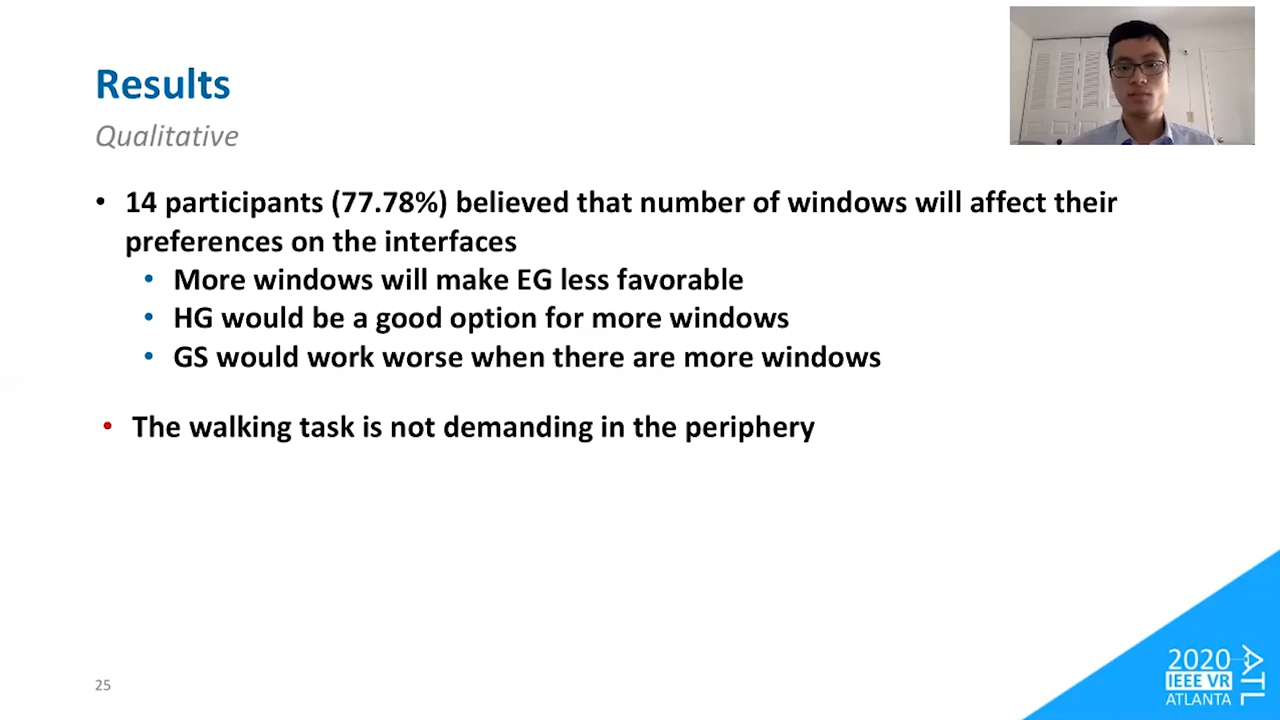 Results
Qualitative
• 14 participants (77.78%) believed that number of windows will affect their
preferences on the interfaces
• More windows will make EG less favorable
• HG would be a good option for more windows
• GS would work worse when there are more windows
• The walking task is not demanding in the periphery
25
2020
IEEE VR
ATLANTA
ATL